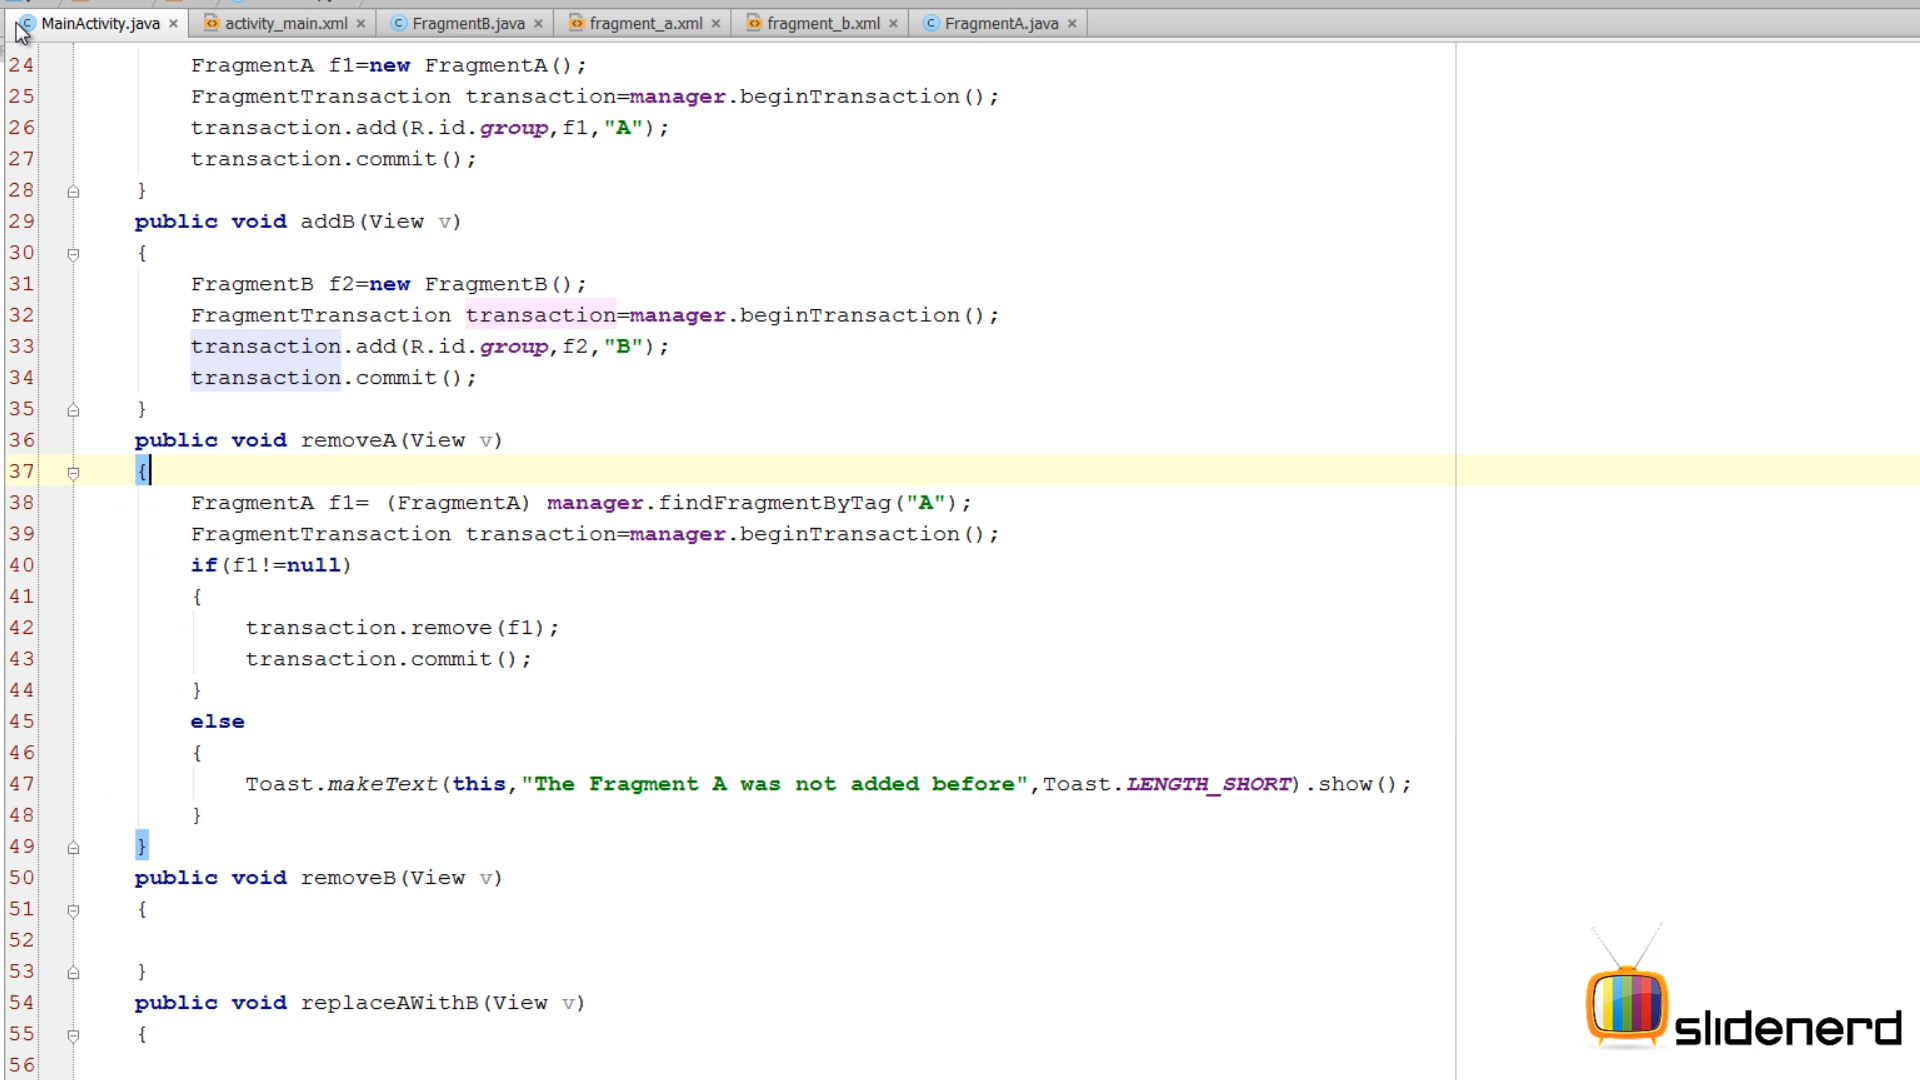 MainActivity.java activity_main.xml FragmentB.java fragment_a.xml fragment_b.xml FragmentA.java
24 FragmentA f1=new FragmentA();
25 FragmentTransaction transaction=manager.beginTransaction();
26 transaction.add(R.id.group,f1,"A");
27 transaction.commit();
28 }
29 public void addB(View v)
30 {
31 FragmentB f2=new FragmentB();
32 FragmentTransaction transaction=manager.beginTransaction();
33 transaction.add(R.id.group,f2,"B");
34 transaction.commit();
35 }
36 public void removeA(View v)
37 {
38 FragmentA f1= (FragmentA) manager.findFragmentByTag("A");
39 FragmentTransaction transaction=manager.beginTransaction();
40 if(f1!=null)
41 {
42 transaction.remove(f1);
43 transaction.commit();
44 }
45 else
46 {
47 Toast.makeText(this,"The Fragment A was not added before",Toast.LENGTH_SHORT).show();
48 }
49 }
50 public void removeB(View v)
51 {
52
53 }
54 public void replaceAWithB(View v)
55 {
56
slidenerd